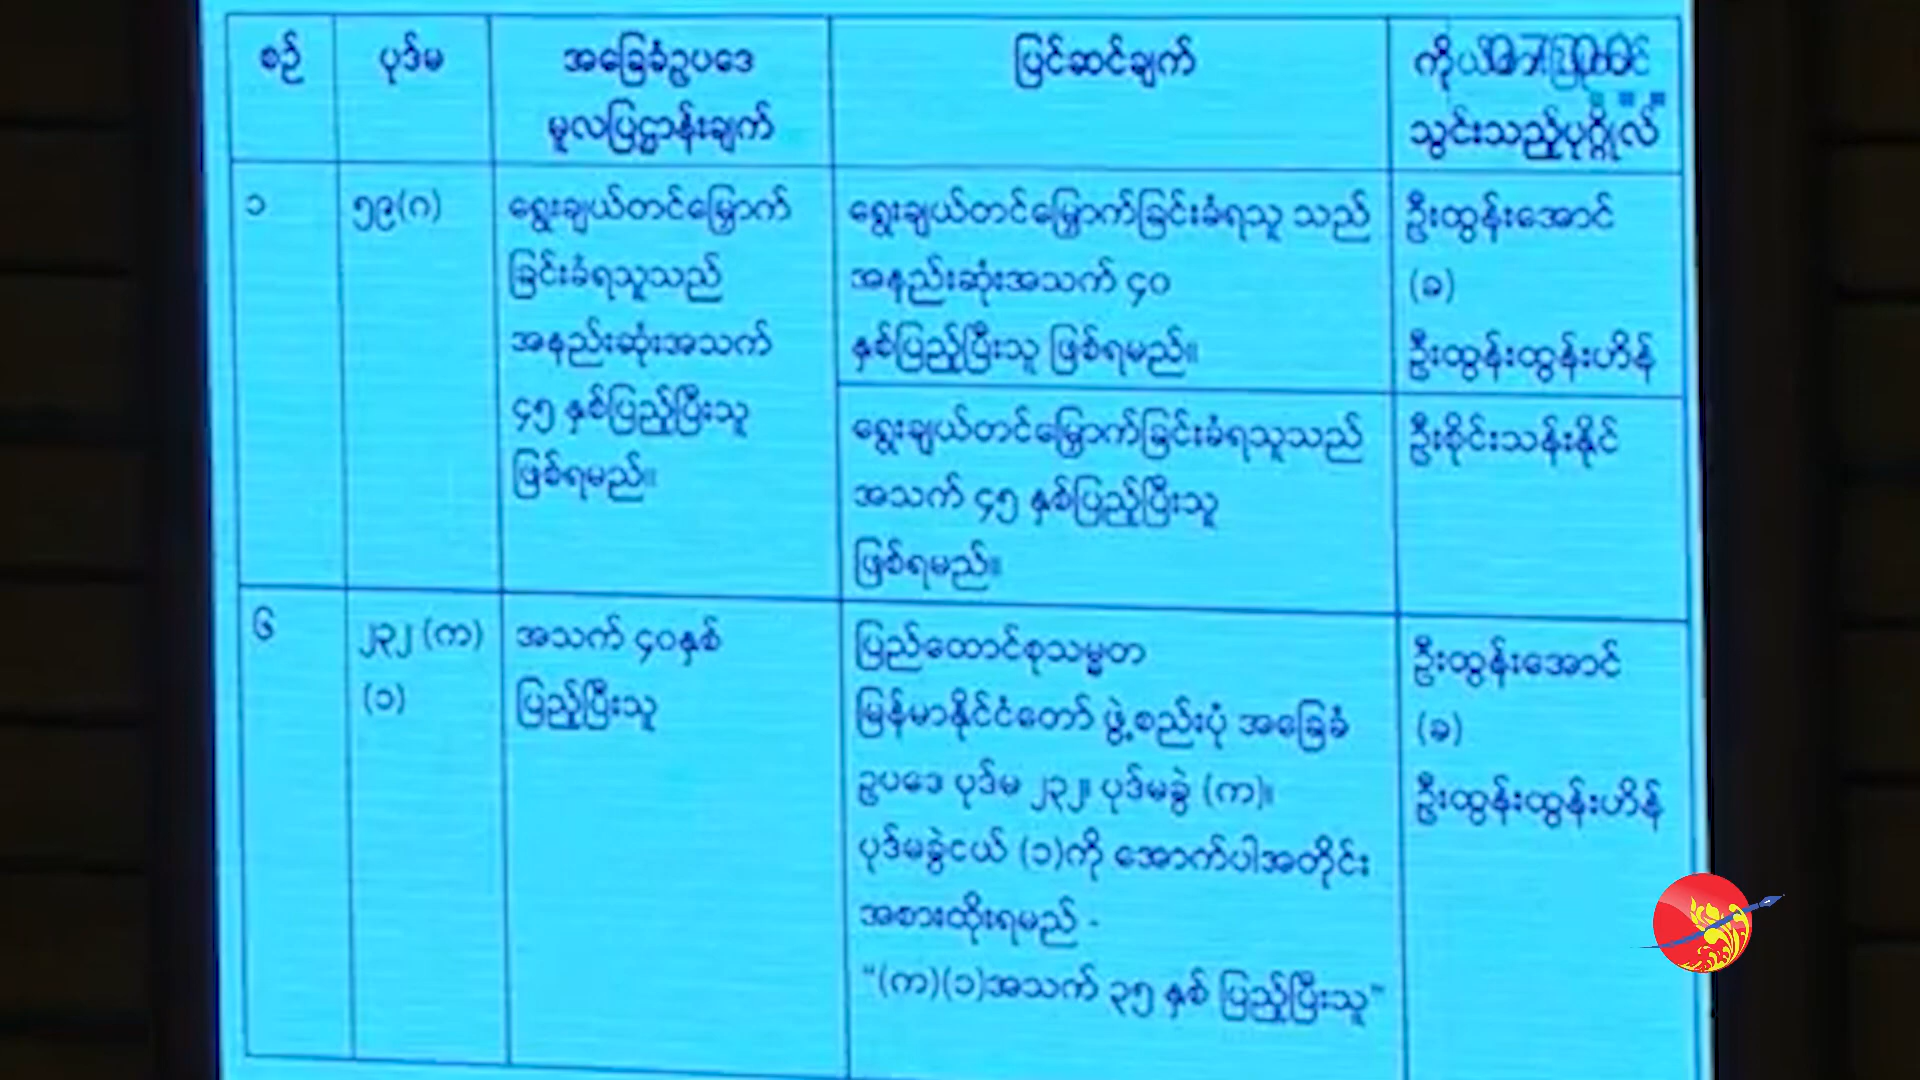 စဉ်
ပုဒ်မ
အခြေခံဥပဒေ
မူလပြဋ္ဌာန်းချက်
ပြင်ဆင်ချက်
သွင်းသည့်ပုဂ္ဂိုလ်
၁
၅၉(ဂ)
ရွေးချယ်တင်မြှောက်
ခြင်းခံရသူသည်
အနည်းဆုံးအသက်
၄၅ နှစ်ပြည့်ပြီးသူ
ဖြစ်ရမည်။
ရွေးချယ်တင်မြှောက်ခြင်းခံရသူ သည်
အနည်းဆုံးအသက် ၄၀
နှစ်ပြည့်ပြီးသူ ဖြစ်ရမည်။
ဦးထွန်းအောင်
(ခ)
ဦးထွန်းထွန်းဟိန်
ရွေးချယ်တင်မြှောက်ခြင်းခံရသူသည်
အသက် ၄၅ နှစ်ပြည့်ပြီးသူ
ဖြစ်ရမည်။
ဦးစိုင်းသန်းနိုင်
၆
၂၃၂ (က)
(၁)
အသက် ၄၀နှစ်
ပြည့်ပြီးသူ
ပြည်ထောင်စုသမ္မတ
မြန်မာနိုင်ငံတော် ဖွဲ့စည်းပုံ အခြေခံ
ဥပဒေ ပုဒ်မ ၂၃၂၊ ပုဒ်မခွဲ (က)၊
ပုဒ်မခွဲငယ် (၁)ကို အောက်ပါအတိုင်း
အစားထိုးရမည် -
"(က)(၁)အသက် ၃၅ နှစ် ပြည့်ပြီးသူ"
ဦးထွန်းအောင်
(ခ)
ဦးထွန်းထွန်းဟိန်